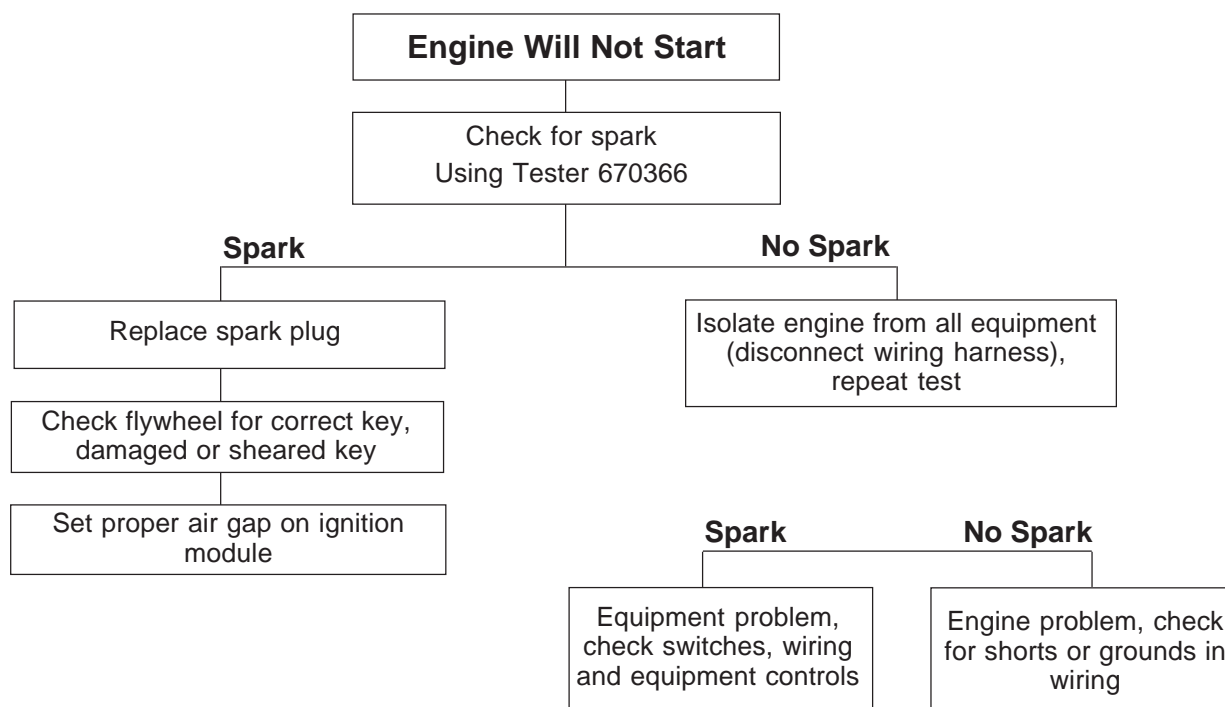 Engine Will Not Start
Check for spark
Using Tester 670366
Spark
No Spark
Replace spark plug
Isolate engine from all equipment
(disconnect wiring harness),
repeat test
Check flywheel for correct key,
damaged or sheared key
Set proper air gap on ignition
module
Spark
No Spark
Equipment problem,
check switches, wiring
and equipment controls
Engine problem, check
for shorts or grounds in
wiring